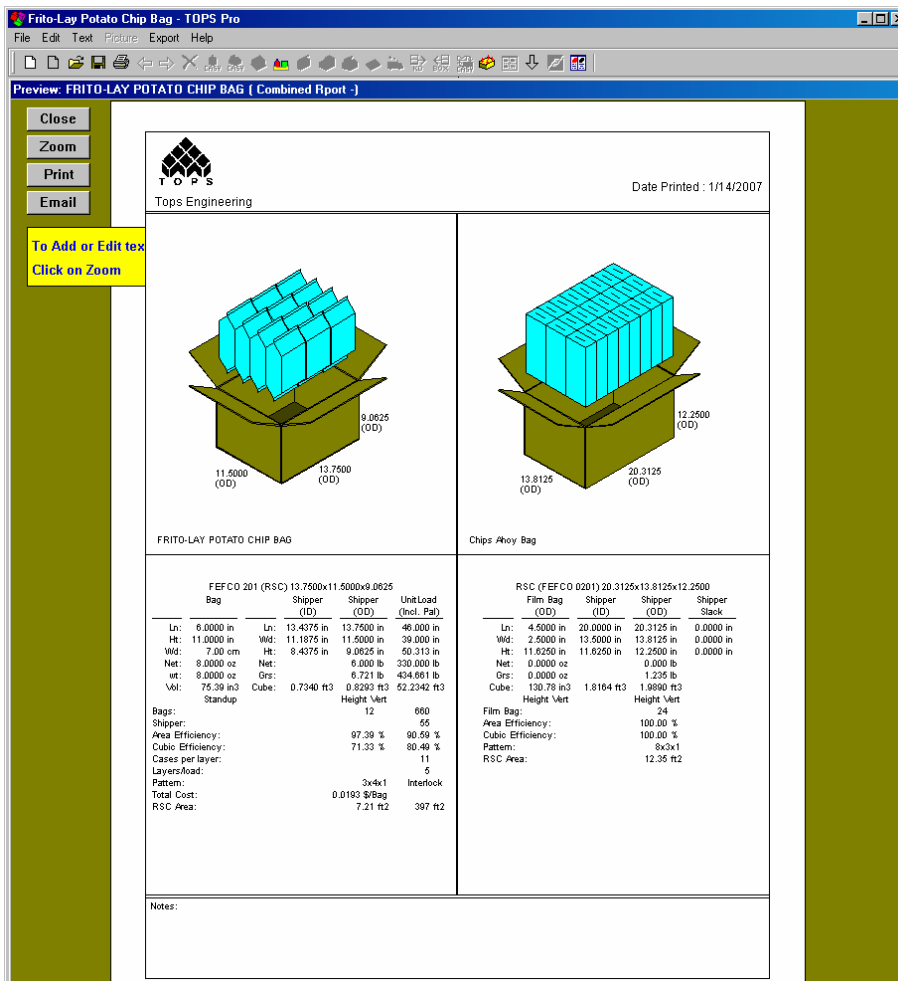 Frito-Lay Potato Chip Bag - TOPS Pro
File Edit Text Picture Export Help
Preview: FRITO-LAY POTATO CHIP BAG ( Combined Rport -)
Close
Zoom
Print
Email
To Add or Edit tex
Click on Zoom
TOPS
Tops Engineering
Date Printed : 1/14/2007
9.0625
(OD)
11.5000
(OD)
13.7500
(OD)
FRITO-LAY POTATO CHIP BAG
12.2500
(OD)
13.8125
(OD)
20.3125
(OD)
Chips Ahoy Bag
FEFCO 201 (RSC) 13.7500x11.5000x9.0625
Bag Shipper Shipper UnitLoad
(ID) (OD) (Incl. Pal)
Ln: 6.0000 in Ln: 13.4375 in 13.7500 in 46.000 in
Ht: 11.0000 in Wd: 11.1875 in 11.5000 in 39.000 in
Wd: 7.00 cm Ht: 8.4375 in 9.0625 in 50.313 in
Net: 8.0000 oz Net: 6.000 lb 330.000 lb
wt: 8.0000 oz Grs: 6.721 lb 434.661 lb
Vol: 75.39 in3 Cube: 0.7340 ft3 0.8293 ft3 52.2342 ft3
Standup Height Vert
Bags: 12 660
Shipper: 55
Area Efficiency: 97.39 % 90.59 %
Cubic Efficiency: 71.33 % 80.49 %
Cases per layer: 11
Layers/load: 5
Pattern: 3x4x1 Interlock
Total Cost: 0.0193 $/Bag
RSC Area: 7.21 ft2 397 ft2
RSC (FEFCO 0201) 20.3125x13.8125x12.2500
Film Bag Shipper Shipper Shipper
(OD) (ID) (OD) Slack
Ln: 4.5000 in 20.0000 in 20.3125 in 0.0000 in
Wd: 2.5000 in 13.5000 in 13.8125 in 0.0000 in
Ht: 11.6250 in 11.6250 in 12.2500 in 0.0000 in
Net: 0.0000 oz 0.000 lb
Grs: 0.0000 oz 1.235 lb
Cube: 130.78 in3 1.8164 ft3 1.9890 ft3
Height Vert Height Vert
Film Bag: 24
Area Efficiency: 100.00 %
Cubic Efficiency: 100.00 %
Pattern: 8x3x1
RSC Area: 12.35 ft2
Notes: